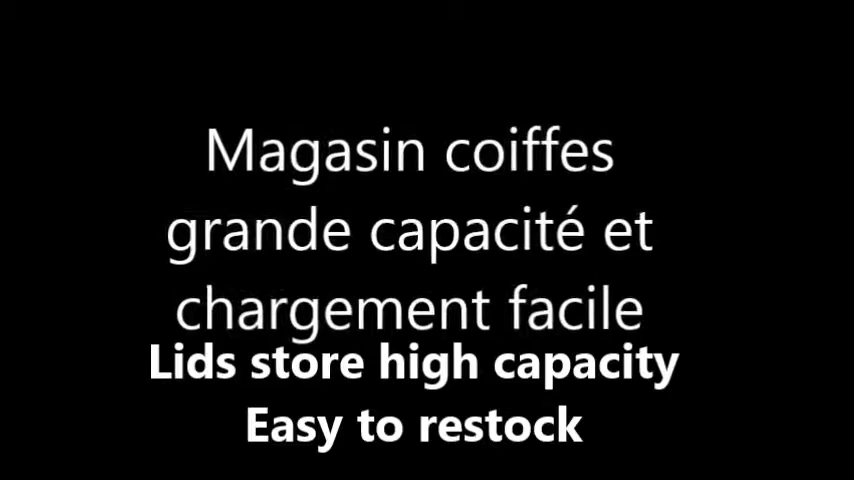 Magasin coiffes
grande capacité et
chargement facile
Lids store high capacity
Easy to restock